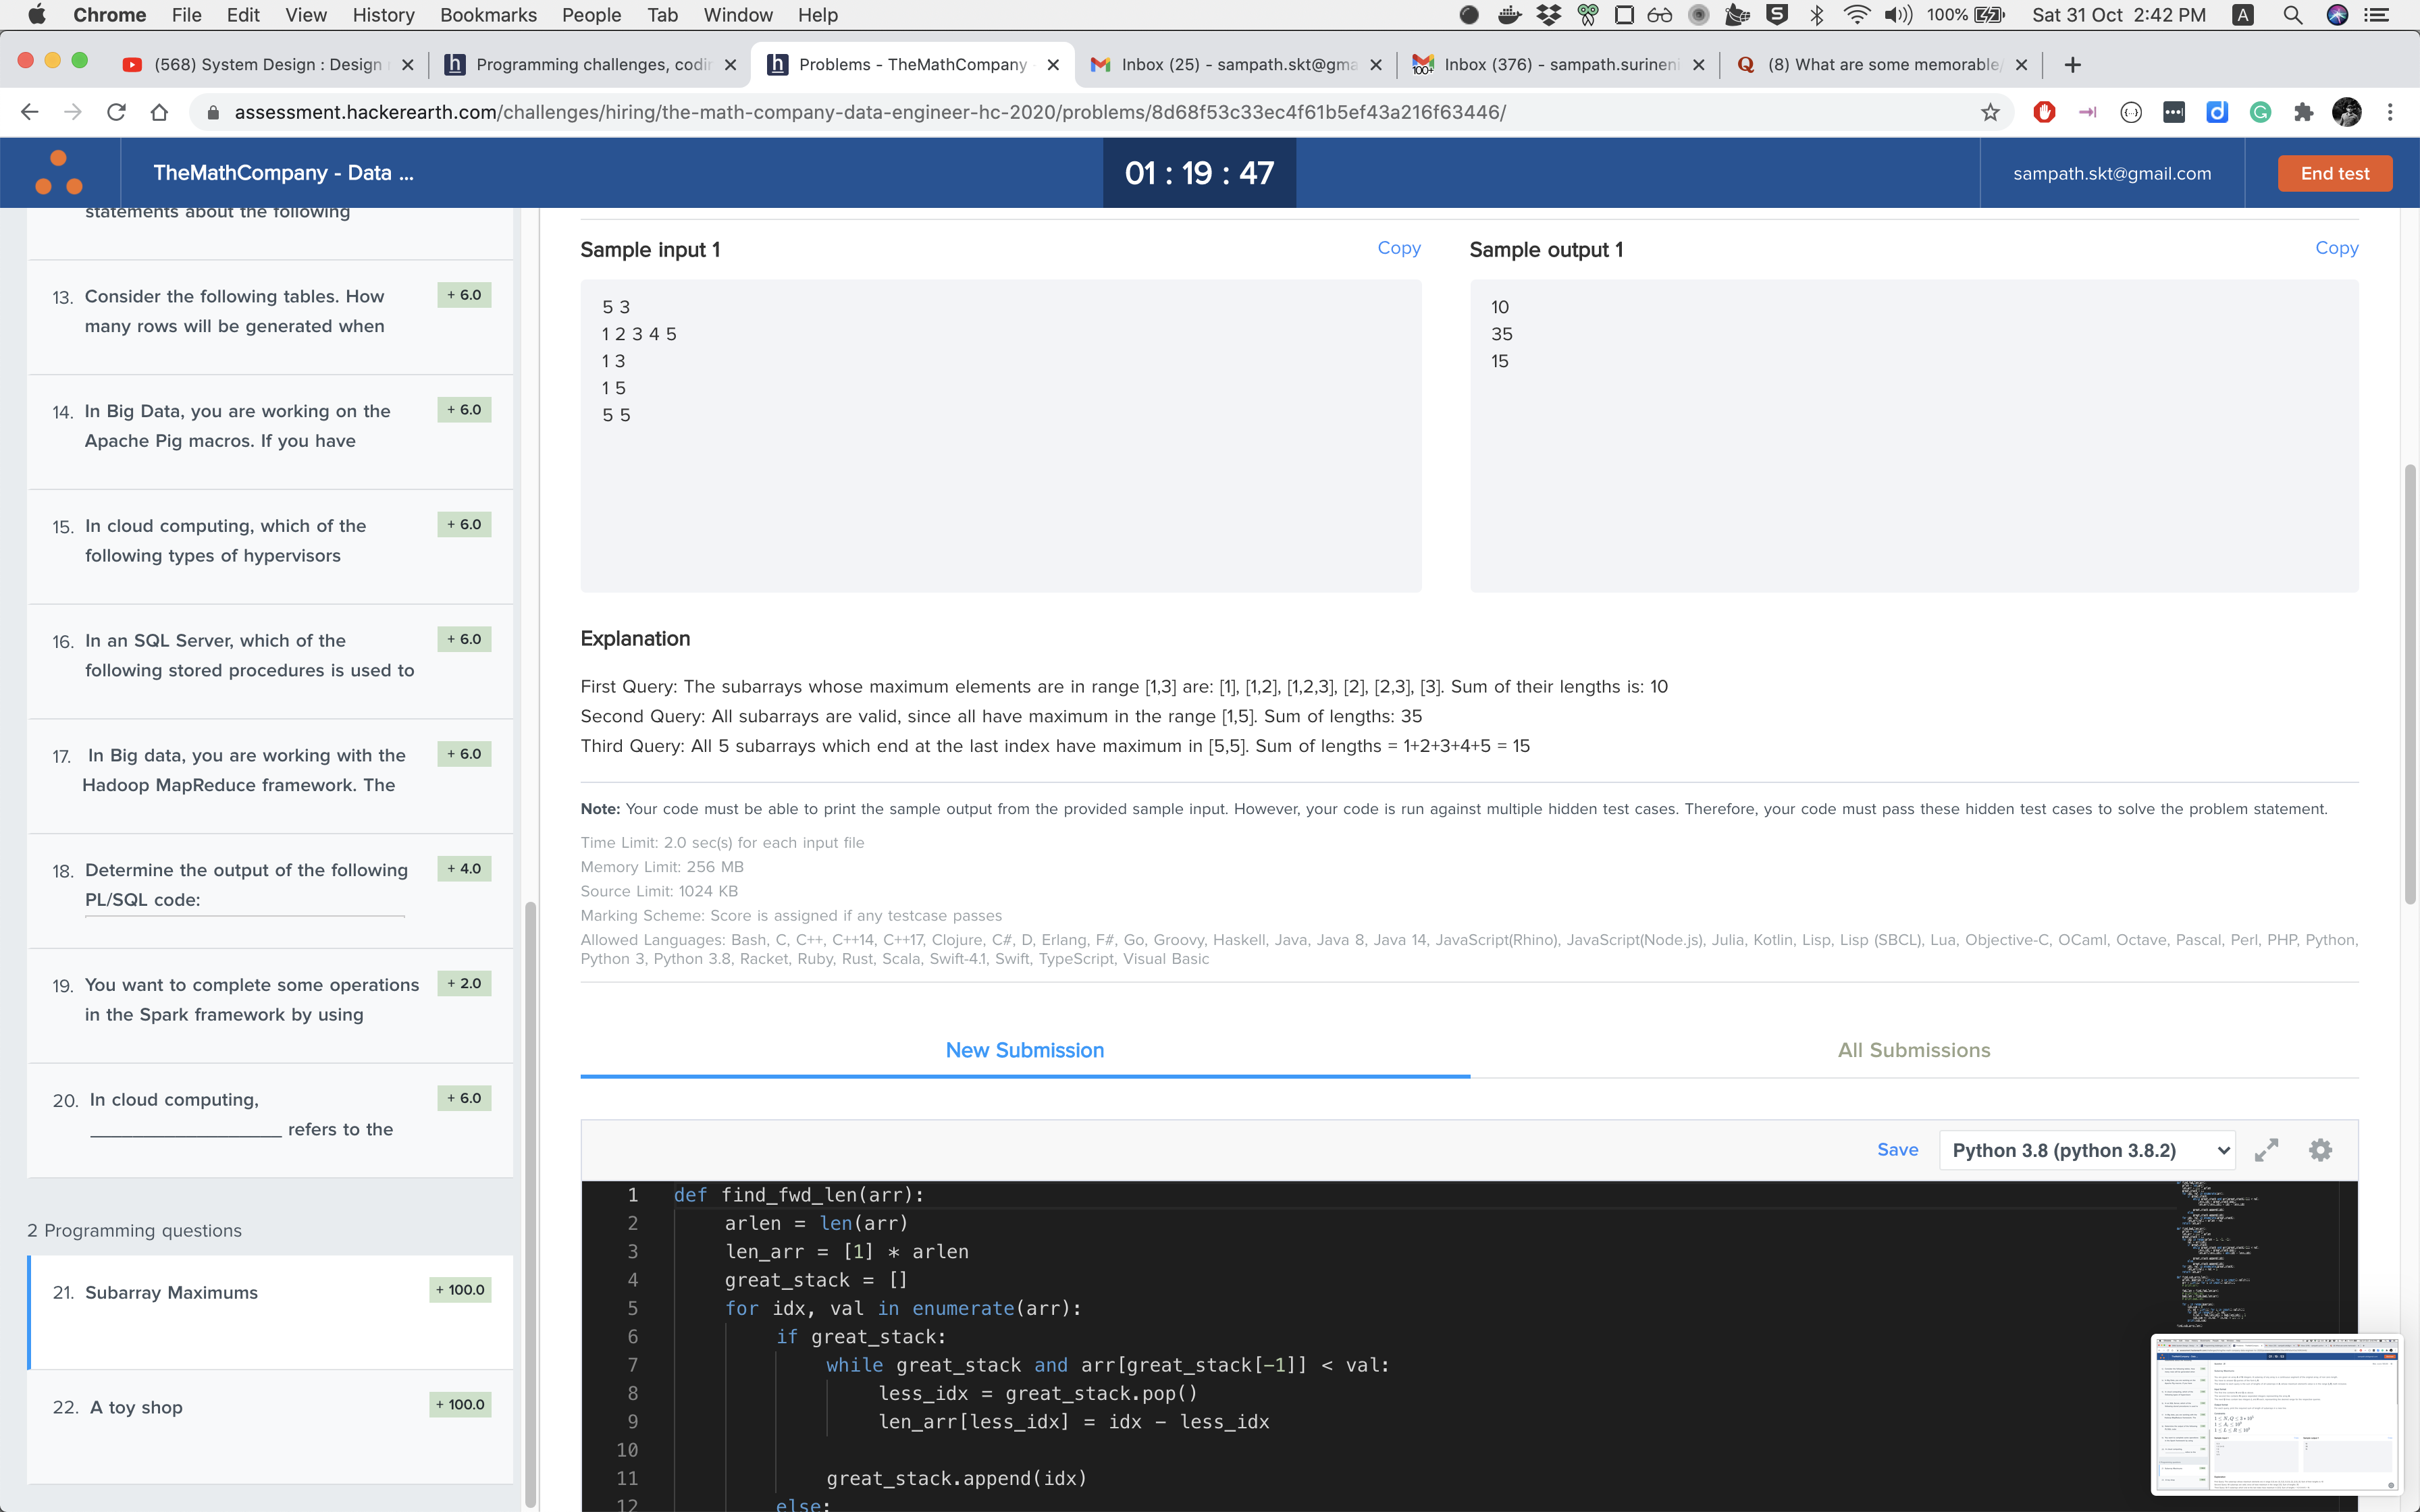 Chrome File Edit View History Bookmarks People Tab Window Help 100% Sat 31 Oct 2:42 PM A
(568) System Design : Design
Programming challenges, codin
Problems - TheMathCompany
Inbox (25) - sampath.skt@gma
Inbox (376) - sampath.surineni
(8) What are some memorable
assessment.hackerearth.com/challenges/hiring/the-math-company-data-engineer-hc-2020/problems/8d68f53c33ec4f61b5ef43a216f63446/
TheMathCompany - Data ...
01 : 19 : 47
sampath.skt@gmail.com
End test
statements about the following
13. Consider the following tables. How + 6.0
many rows will be generated when
14. In Big Data, you are working on the + 6.0
Apache Pig macros. If you have
15. In cloud computing, which of the + 6.0
following types of hypervisors
16. In an SQL Server, which of the + 6.0
following stored procedures is used to
17. In Big data, you are working with the + 6.0
Hadoop MapReduce framework. The
18. Determine the output of the following + 4.0
PL/SQL code:
19. You want to complete some operations + 2.0
in the Spark framework by using
20. In cloud computing, + 6.0
____________________ refers to the
2 Programming questions
21. Subarray Maximums + 100.0
22. A toy shop + 100.0
Sample input 1 Copy
5 3
1 2 3 4 5
1 3
1 5
5 5
Sample output 1 Copy
10
35
15
Explanation
First Query: The subarrays whose maximum elements are in range [1,3] are: [1], [1,2], [1,2,3], [2], [2,3], [3]. Sum of their lengths is: 10
Second Query: All subarrays are valid, since all have maximum in the range [1,5]. Sum of lengths: 35
Third Query: All 5 subarrays which end at the last index have maximum in [5,5]. Sum of lengths = 1+2+3+4+5 = 15
Note: Your code must be able to print the sample output from the provided sample input. However, your code is run against multiple hidden test cases. Therefore, your code must pass these hidden test cases to solve the problem statement.
Time Limit: 2.0 sec(s) for each input file
Memory Limit: 256 MB
Source Limit: 1024 KB
Marking Scheme: Score is assigned if any testcase passes
Allowed Languages: Bash, C, C++, C++14, C++17, Clojure, C#, D, Erlang, F#, Go, Groovy, Haskell, Java, Java 8, Java 14, JavaScript(Rhino), JavaScript(Node.js), Julia, Kotlin, Lisp, Lisp (SBCL), Lua, Objective-C, OCaml, Octave, Pascal, Perl, PHP, Python,
Python 3, Python 3.8, Racket, Ruby, Rust, Scala, Swift-4.1, Swift, TypeScript, Visual Basic
New Submission All Submissions
Save Python 3.8 (python 3.8.2)
1 def find_fwd_len(arr):
2 arlen = len(arr)
3 len_arr = [1] * arlen
4 great_stack = []
5 for idx, val in enumerate(arr):
6 if great_stack:
7 while great_stack and arr[great_stack[-1]] < val:
8 less_idx = great_stack.pop()
9 len_arr[less_idx] = idx - less_idx
10
11 great_stack.append(idx)
12 else: